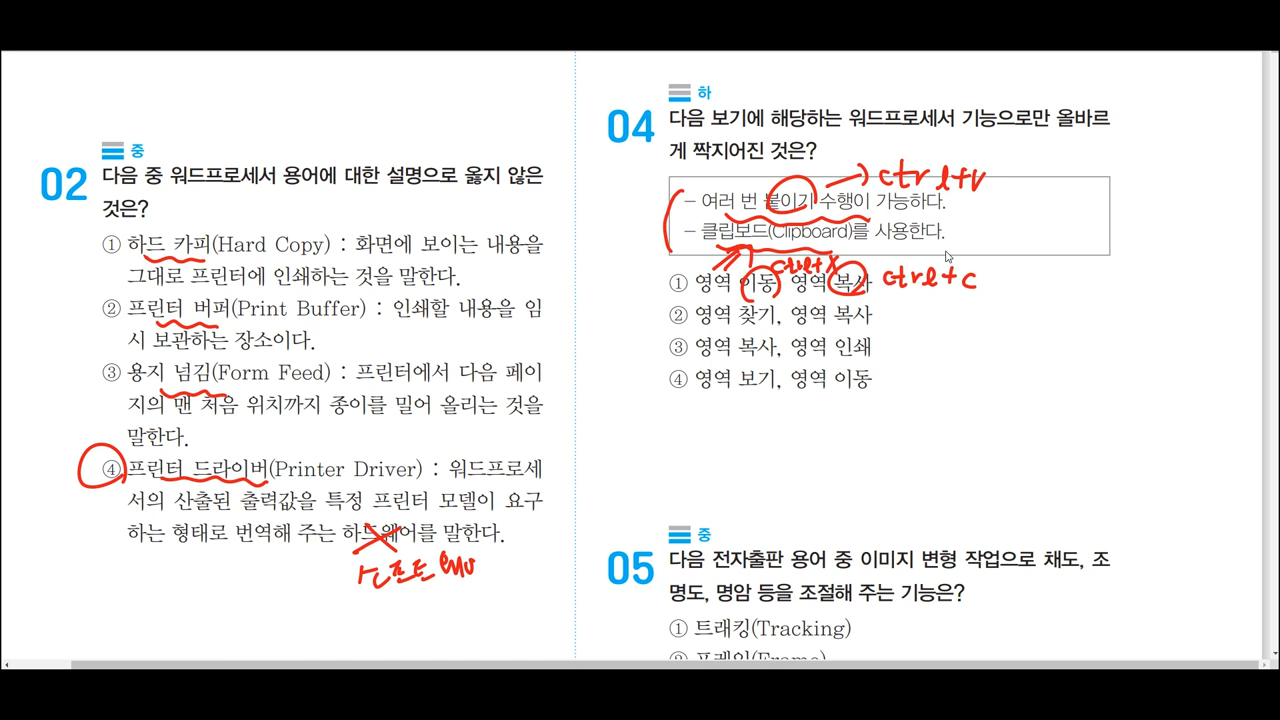 중
02 다음 중 워드프로세서 용어에 대한 설명으로 옳지 않은
것은?
① 하드 카피(Hard Copy) : 화면에 보이는 내용을
그대로 프린터에 인쇄하는 것을 말한다.
② 프린터 버퍼(Print Buffer) : 인쇄할 내용을 임
시 보관하는 장소이다.
③ 용지 넘김(Form Feed) : 프린터에서 다음 페이
지의 맨 처음 위치까지 종이를 밀어 올리는 것을
말한다.
④ 프린터 드라이버(Printer Driver) : 워드프로세
서의 산출된 출력값을 특정 프린터 모델이 요구
하는 형태로 번역해 주는 하드웨어를 말한다.
소프트웨어
하
04 다음 보기에 해당하는 워드프로세서 기능으로만 올바르
게 짝지어진 것은?
ctrl+v
- 여러 번 붙이기 수행이 가능하다.
- 클립보드(Clipboard)를 사용한다.
ctrl+x
① 영역 이동, 영역 복사 ctrl+c
② 영역 찾기, 영역 복사
③ 영역 복사, 영역 인쇄
④ 영역 보기, 영역 이동
중
05 다음 전자출판 용어 중 이미지 변형 작업으로 채도, 조
명도, 명암 등을 조절해 주는 기능은?
① 트래킹(Tracking)
② 프레임(Frame)